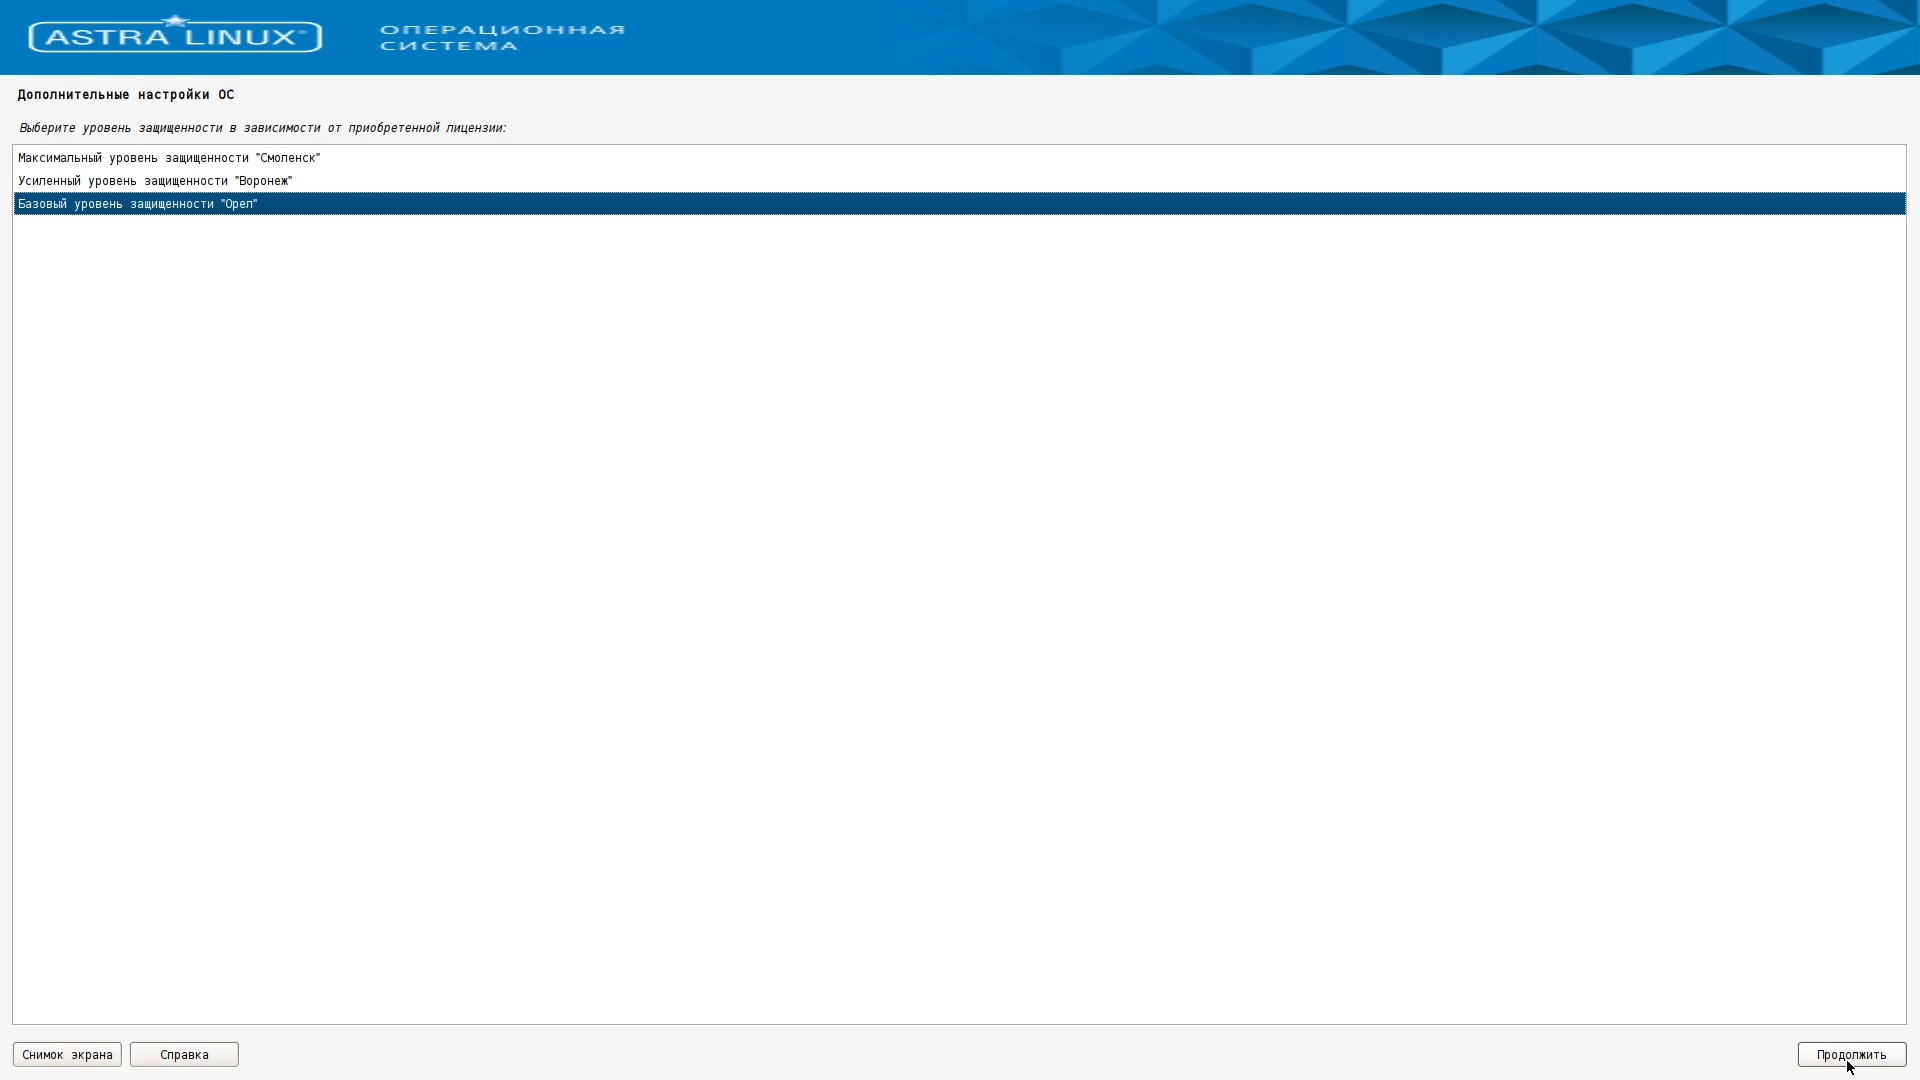 ASTRA LINUX®
ОПЕРАЦИОННАЯ
СИСТЕМА
Дополнительные настройки ОС
Выберите уровень защищенности в зависимости от приобретенной лицензии:
Максимальный уровень защищенности "Смоленск"
Усиленный уровень защищенности "Воронеж"
Базовый уровень защищенности "Орел"
Снимок экрана
Справка
Продолжить